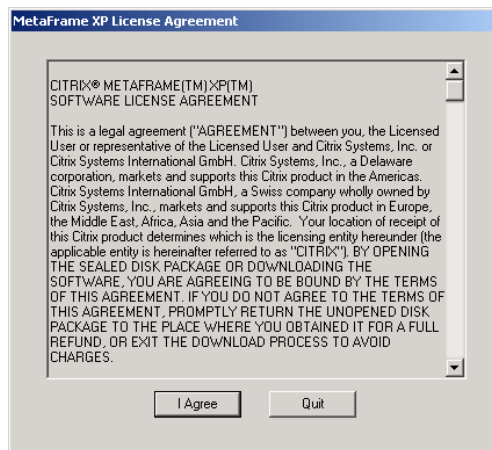 MetaFrame XP License Agreement
CITRIX® METAFRAME(TM) XP(TM)
SOFTWARE LICENSE AGREEMENT
This is a legal agreement ("AGREEMENT") between you, the Licensed
User or representative of the Licensed User and Citrix Systems, Inc. or
Citrix Systems International GmbH. Citrix Systems, Inc., a Delaware
corporation, markets and supports this Citrix product in the Americas.
Citrix Systems International GmbH, a Swiss company wholly owned by
Citrix Systems, Inc., markets and supports this Citrix product in Europe,
the Middle East, Africa, Asia and the Pacific.  Your location of receipt of
this Citrix product determines which is the licensing entity hereunder (the
applicable entity is hereinafter referred to as "CITRIX"). BY OPENING
THE SEALED DISK PACKAGE OR DOWNLOADING THE
SOFTWARE, YOU ARE AGREEING TO BE BOUND BY THE TERMS
OF THIS AGREEMENT. IF YOU DO NOT AGREE TO THE TERMS OF
THIS AGREEMENT, PROMPTLY RETURN THE UNOPENED DISK
PACKAGE TO THE PLACE WHERE YOU OBTAINED IT FOR A FULL
REFUND, OR EXIT THE DOWNLOAD PROCESS TO AVOID
CHARGES.
I Agree
Quit